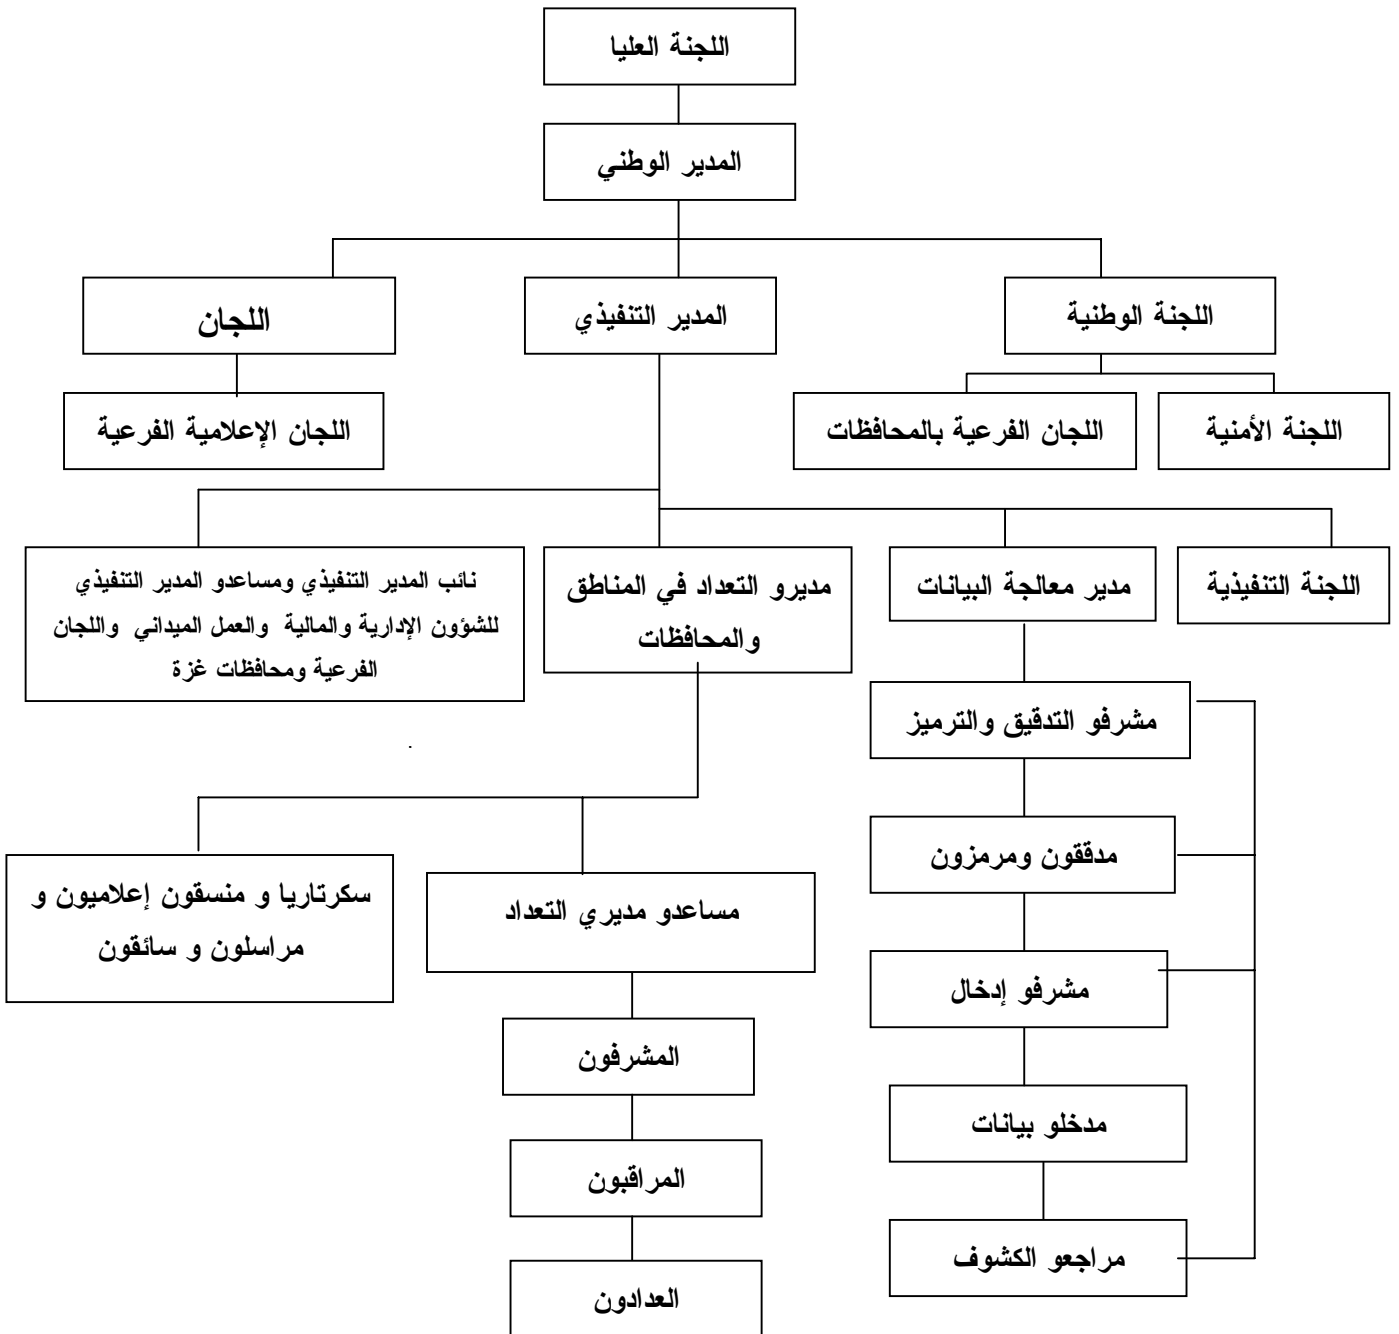 اللجنة العليا
المدير الوطني
اللجنة الوطنية
المدير التنفيذي
اللجان
اللجنة الأمنية
اللجان الفرعية بالمحافظات
اللجان الإعلامية الفرعية
اللجنة التنفيذية
مدير معالجة البيانات
مديرو التعداد في المناطق
والمحافظات
نائب المدير التنفيذي ومساعدو المدير التنفيذي
للشؤون الإدارية والمالية والعمل الميداني واللجان
الفرعية ومحافظات غزة
مشرفو التدقيق والترميز
مدققون ومرمزون
مشرفو إدخال
مدخلو بيانات
مراجعو الكشوف
مساعدو مديري التعداد
سكرتاريا و منسقون إعلاميون و
مراسلون و سائقون
المشرفون
المراقبون
العدادون